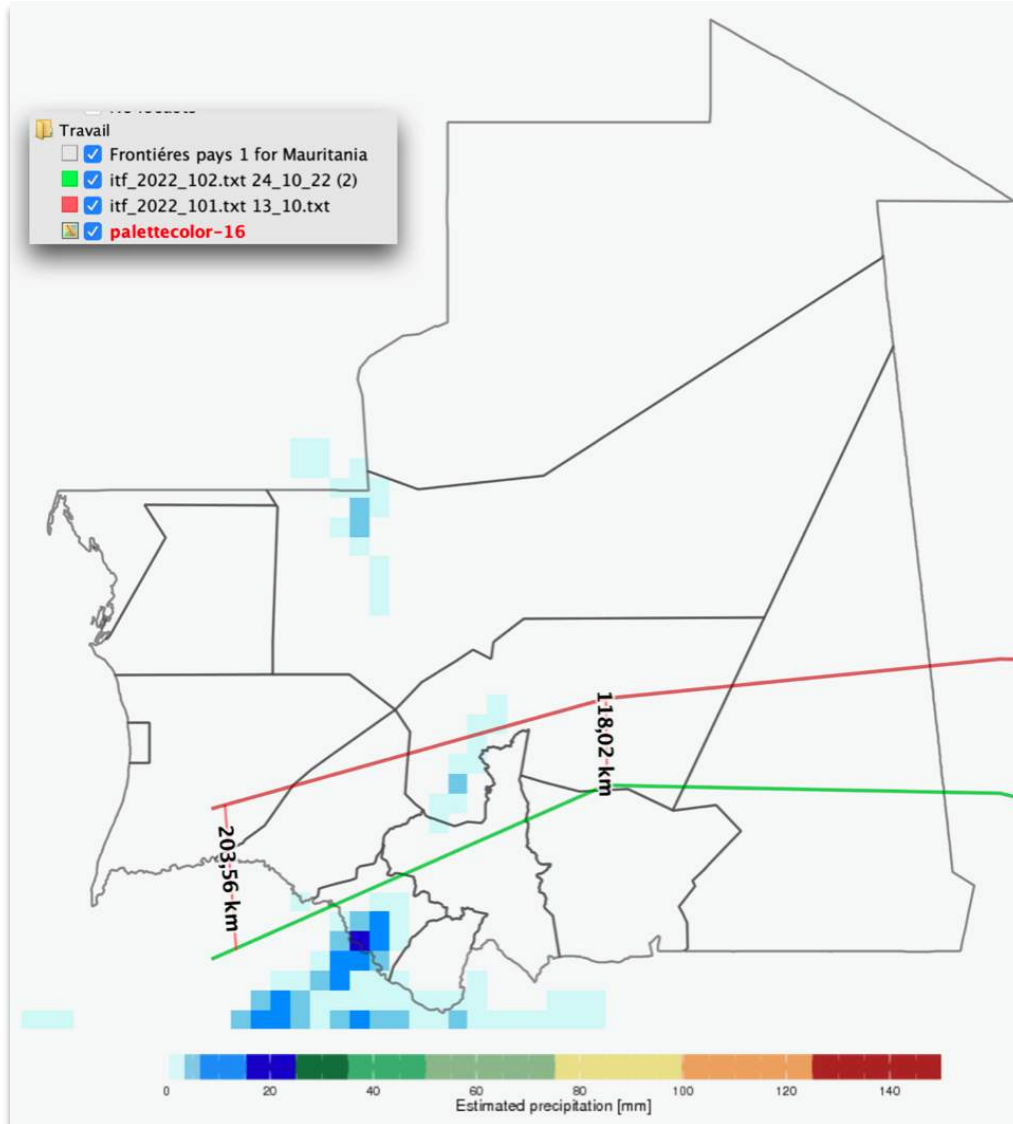 Travail
Frontiéres pays 1 for Mauritania
itf_2022_102.txt 24_10_22 (2)
itf_2022_101.txt 13_10.txt
palettecolor-16
118,02 km
203,56 km
0 20 40 60 80 100 120 140
Estimated precipitation [mm]